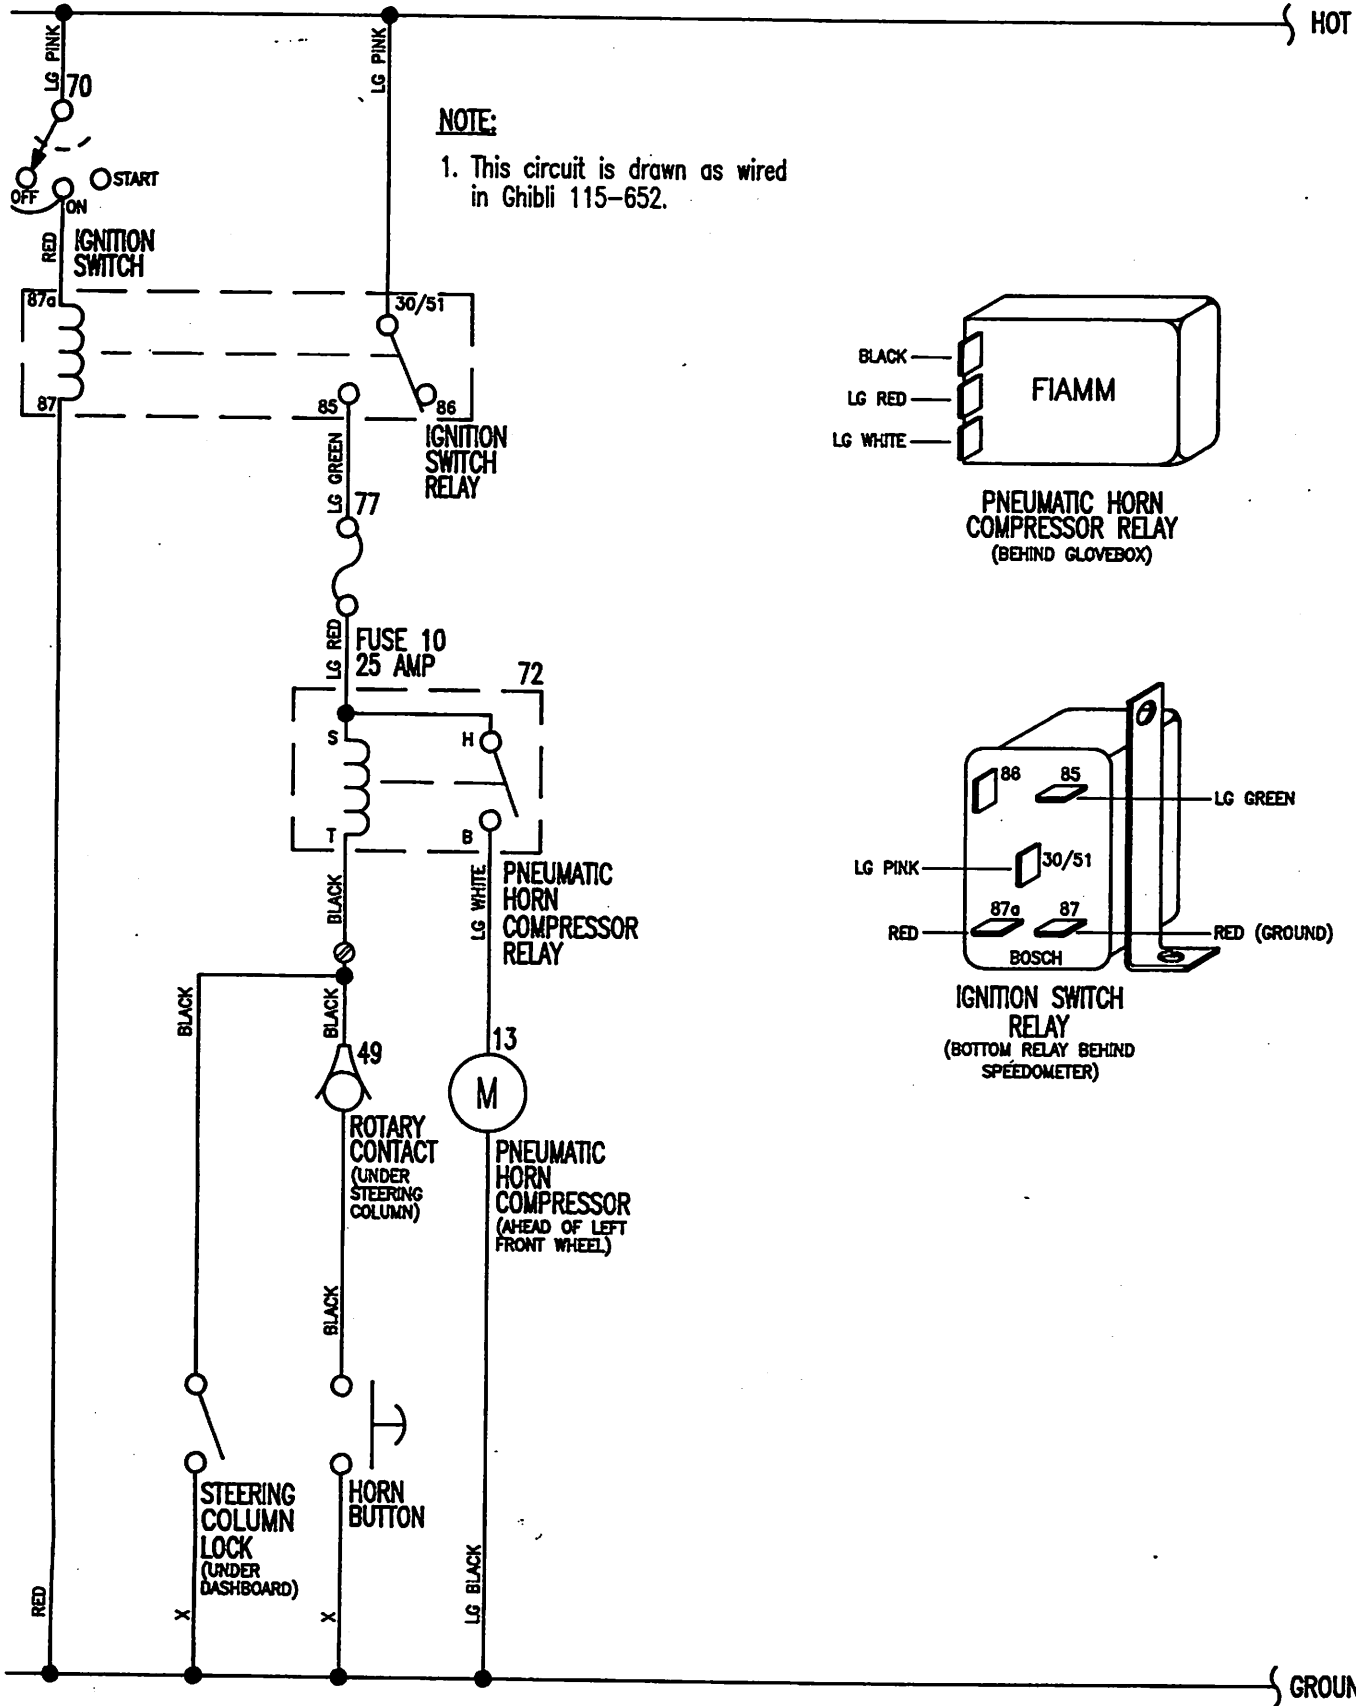 HOT
LG PINK
LG PINK
70
NOTE:
1. This circuit is drawn as wired
in Ghibli 115-652.
START
OFF
ON
RED
IGNITION
SWITCH
87a
30/51
87
85
86
IGNITION
SWITCH
RELAY
LG GREEN
77
BLACK
LG RED
LG WHITE
FIAMM
PNEUMATIC HORN
COMPRESSOR RELAY
(BEHIND GLOVEBOX)
LG RED
FUSE 10
25 AMP
72
S
H
T
B
PNEUMATIC
HORN
COMPRESSOR
RELAY
BLACK
LG WHITE
86
85
LG GREEN
LG PINK
30/51
87a
87
RED
RED (GROUND)
BOSCH
IGNITION SWITCH
RELAY
(BOTTOM RELAY BEHIND
SPEEDOMETER)
BLACK
BLACK
49
13
M
ROTARY
CONTACT
(UNDER
STEERING
COLUMN)
PNEUMATIC
HORN
COMPRESSOR
(AHEAD OF LEFT
FRONT WHEEL)
BLACK
STEERING
COLUMN
LOCK
(UNDER
DASHBOARD)
HORN
BUTTON
RED
X
X
LG BLACK
GROUN